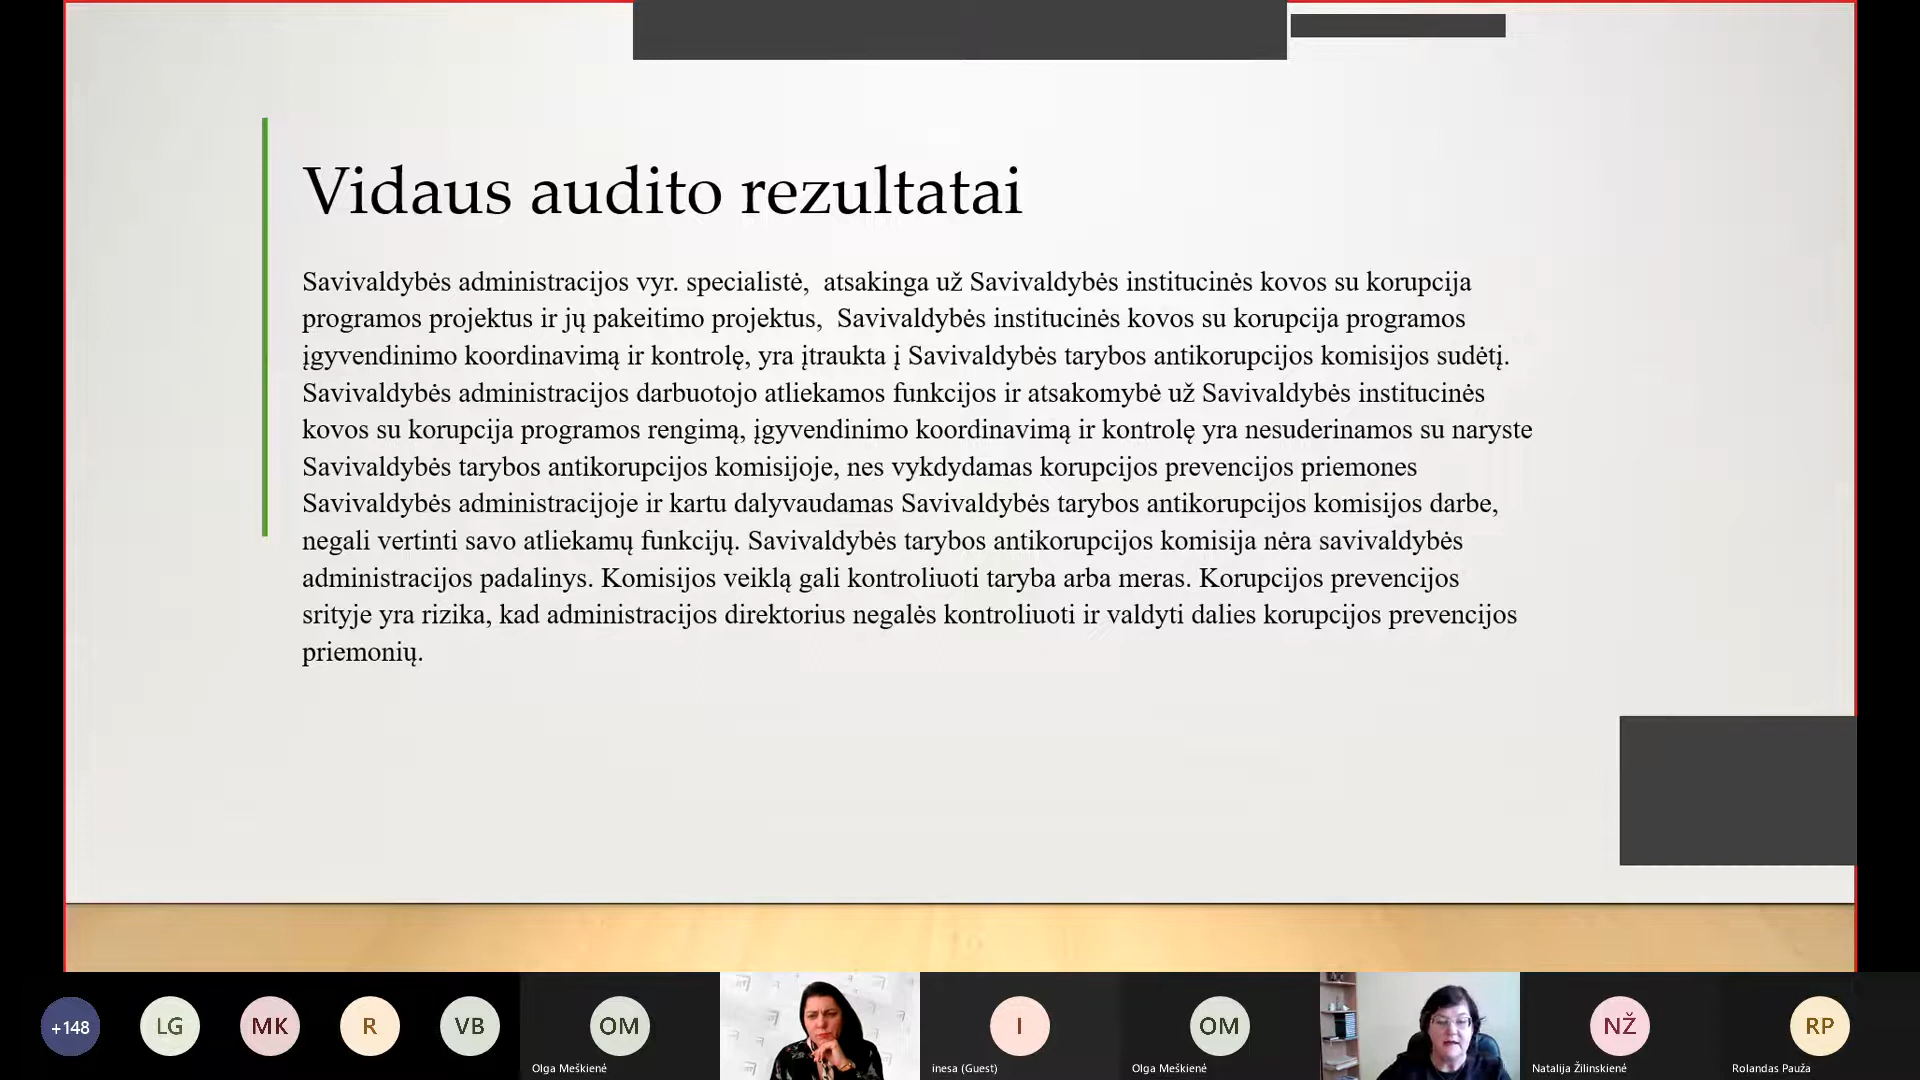 Vidaus audito rezultatai
Savivaldybės administracijos vyr. specialistė,  atsakinga už Savivaldybės institucinės kovos su korupcija
programos projektus ir jų pakeitimo projektus,  Savivaldybės institucinės kovos su korupcija programos
įgyvendinimo koordinavimą ir kontrolę, yra įtraukta į Savivaldybės tarybos antikorupcijos komisijos sudėtį.
Savivaldybės administracijos darbuotojo atliekamos funkcijos ir atsakomybė už Savivaldybės institucinės
kovos su korupcija programos rengimą, įgyvendinimo koordinavimą ir kontrolę yra nesuderinamos su naryste
Savivaldybės tarybos antikorupcijos komisijoje, nes vykdydamas korupcijos prevencijos priemones
Savivaldybės administracijoje ir kartu dalyvaudamas Savivaldybės tarybos antikorupcijos komisijos darbe,
negali vertinti savo atliekamų funkcijų. Savivaldybės tarybos antikorupcijos komisija nėra savivaldybės
administracijos padalinys. Komisijos veiklą gali kontroliuoti taryba arba meras. Korupcijos prevencijos
srityje yra rizika, kad administracijos direktorius negalės kontroliuoti ir valdyti dalies korupcijos prevencijos
priemonių.
+148 LG MK R VB OM I OM NŽ RP
Olga Meškienė inesa (Guest) Olga Meškienė Natalija Žilinskienė Rolandas Pauža